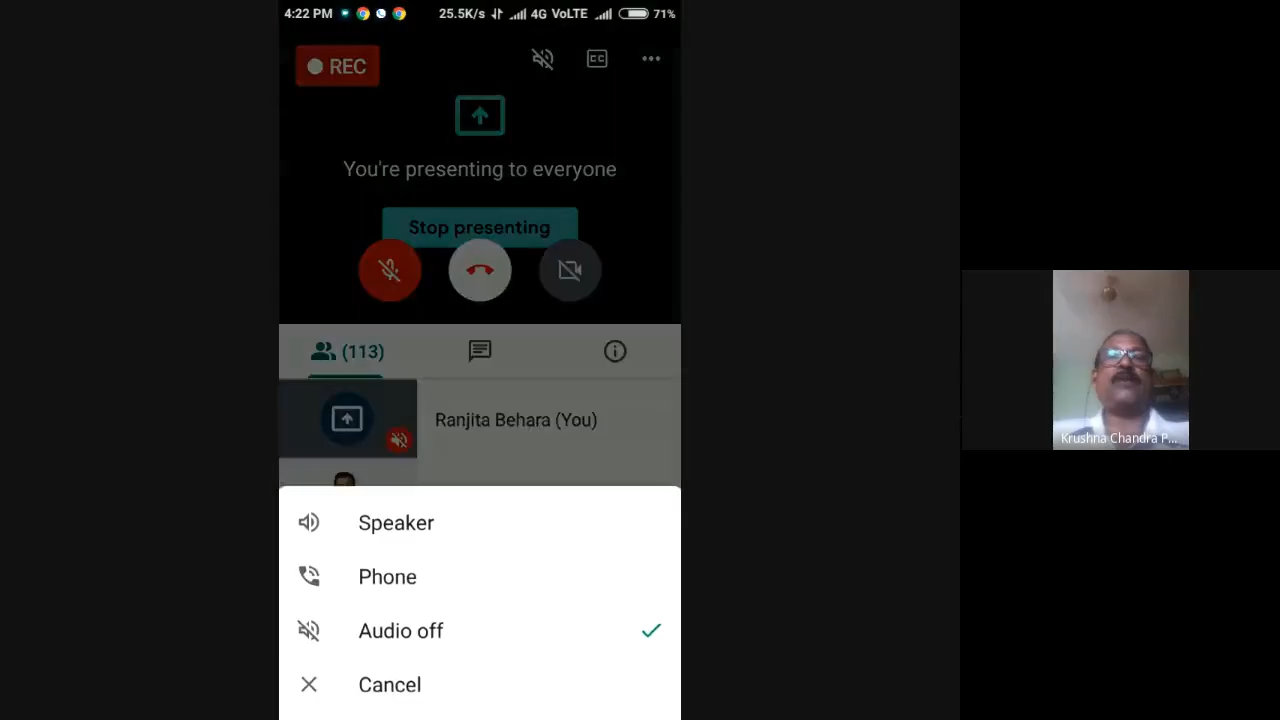 4:22 PM 25.5K/s 4G VoLTE 71%
REC
CC
You're presenting to everyone
Stop presenting
(113)
Ranjita Behara (You)
Speaker
Phone
Audio off
Cancel
Krushna Chandra P...